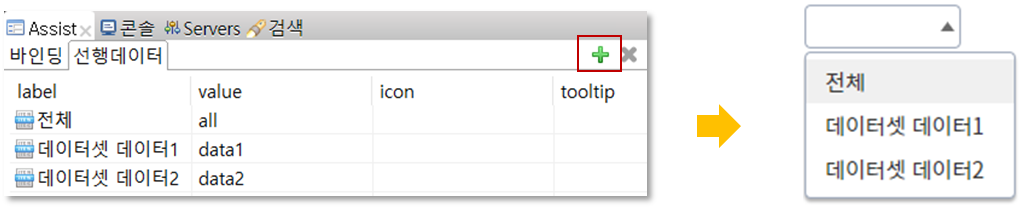 Assist 콘솔 Servers 검색
바인딩 선행데이터
label value icon tooltip
전체 all
데이터셋 데이터1 data1
데이터셋 데이터2 data2
전체
데이터셋 데이터1
데이터셋 데이터2